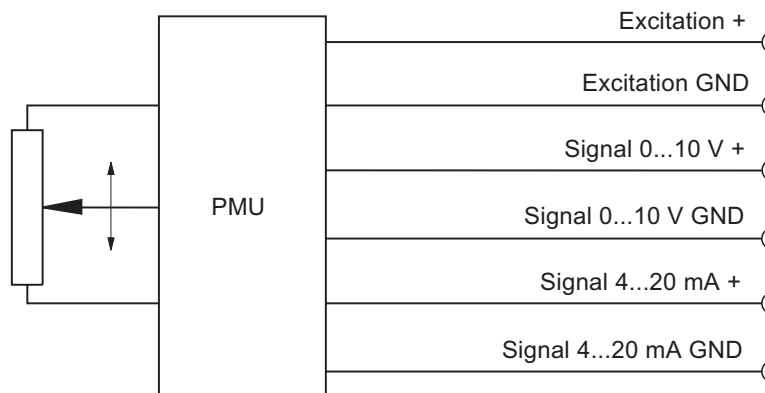 Excitation +
Excitation GND
Signal 0...10 V +
PMU
Signal 0...10 V GND
Signal 4...20 mA +
Signal 4...20 mA GND